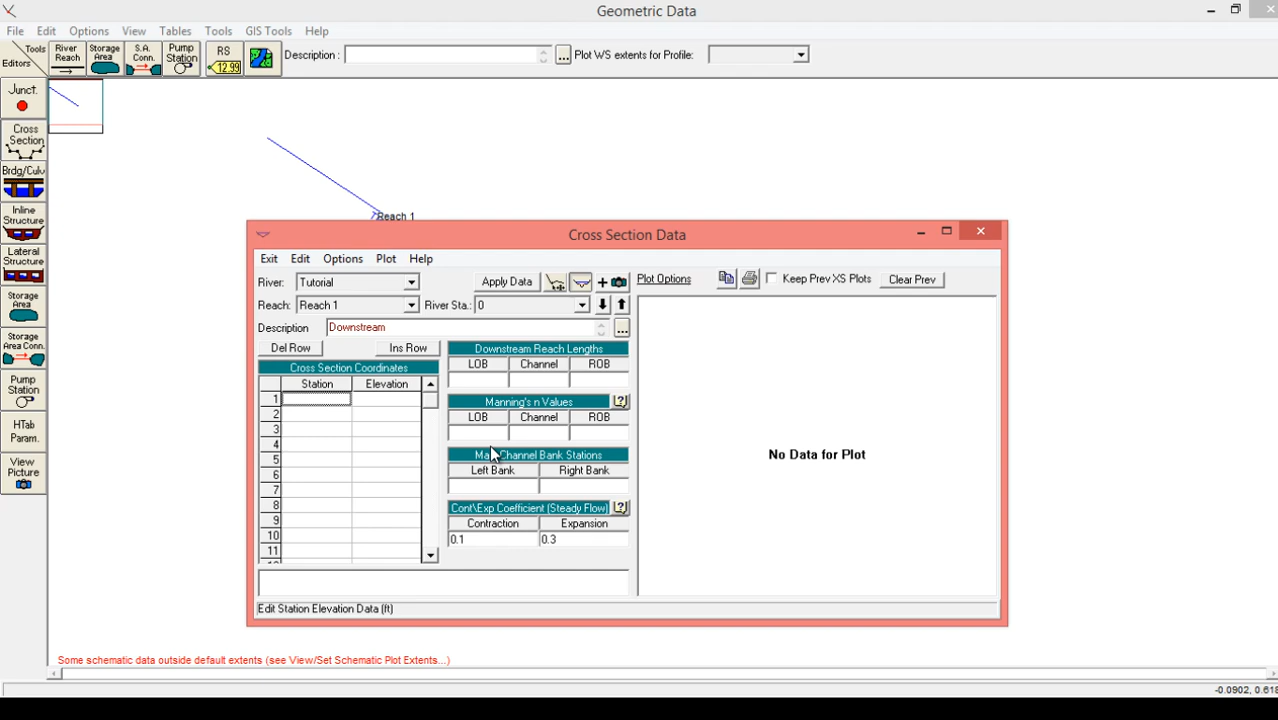 Geometric Data
File Edit Options View Tables Tools GIS Tools Help
Tools
Editors
River
Reach
Storage
Area
S.A.
Conn.
Pump
Station
RS
12.99
Description :
...
Plot WS extents for Profile:
Junct.
Cross
Section
Brdg/Culv
Inline
Structure
Lateral
Structure
Storage
Area
Storage
Area Conn.
Pump
Station
HTab
Param.
View
Picture
Reach 1
Cross Section Data
Exit Edit Options Plot Help
River: Tutorial Apply Data Plot Options Keep Prev XS Plots Clear Prev
Reach: Reach 1 River Sta.: 0
Description Downstream ...
Del Row Ins Row
Downstream Reach Lengths
LOB Channel ROB
Cross Section Coordinates
Station Elevation
1
2
3
4
5
6
7
8
9
10
11
Manning's n Values
LOB Channel ROB
Channel Bank Stations
Left Bank Right Bank
Cont\Exp Coefficient (Steady Flow)
Contraction Expansion
0.1 0.3
No Data for Plot
Edit Station Elevation Data (ft)
Some schematic data outside default extents (see View/Set Schematic Plot Extents...)
-0.0902, 0.618